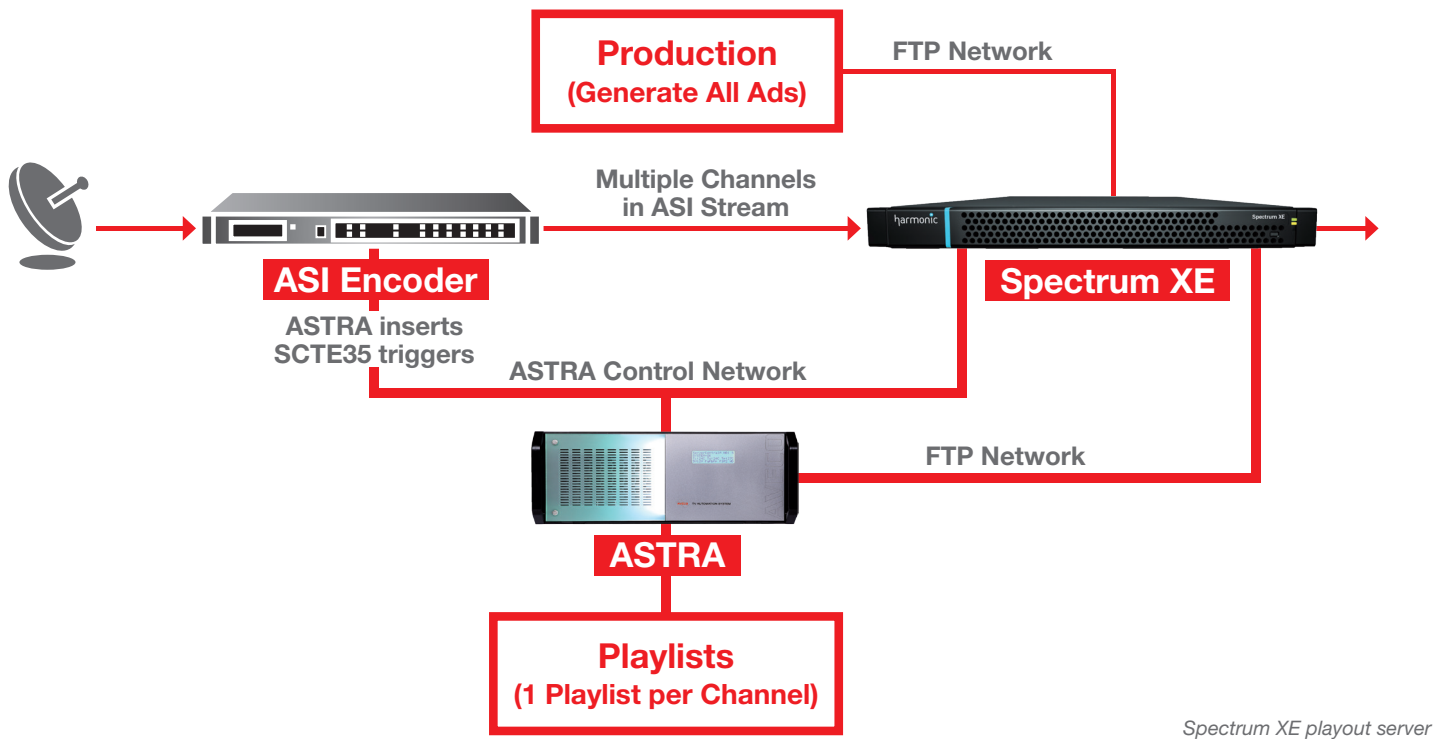 Production
(Generate All Ads)
FTP Network
Multiple Channels
in ASI Stream
harmonic
Spectrum XE
ASI Encoder
Spectrum XE
ASTRA inserts
SCTE35 triggers
ASTRA Control Network
FTP Network
ASTRA
Playlists
(1 Playlist per Channel)
Spectrum XE playout server